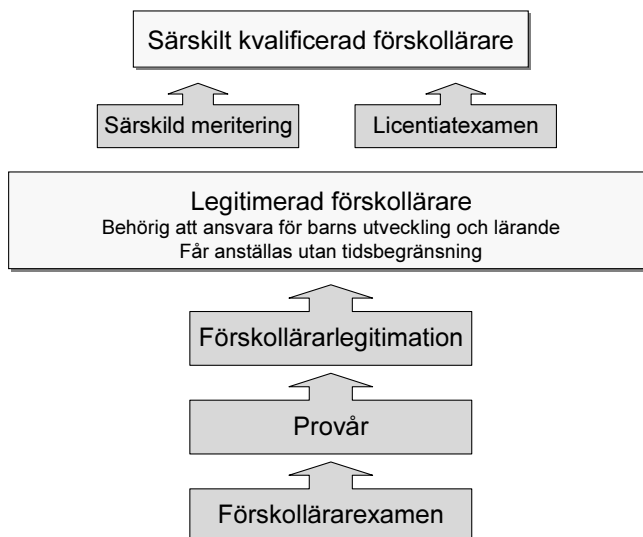 Särskilt kvalificerad förskollärare
Särskild meritering
Licentiatexamen
Legitimerad förskollärare
Behörig att ansvara för barns utveckling och lärande
Får anställas utan tidsbegränsning
Förskollärarlegitimation
Provår
Förskollärarexamen